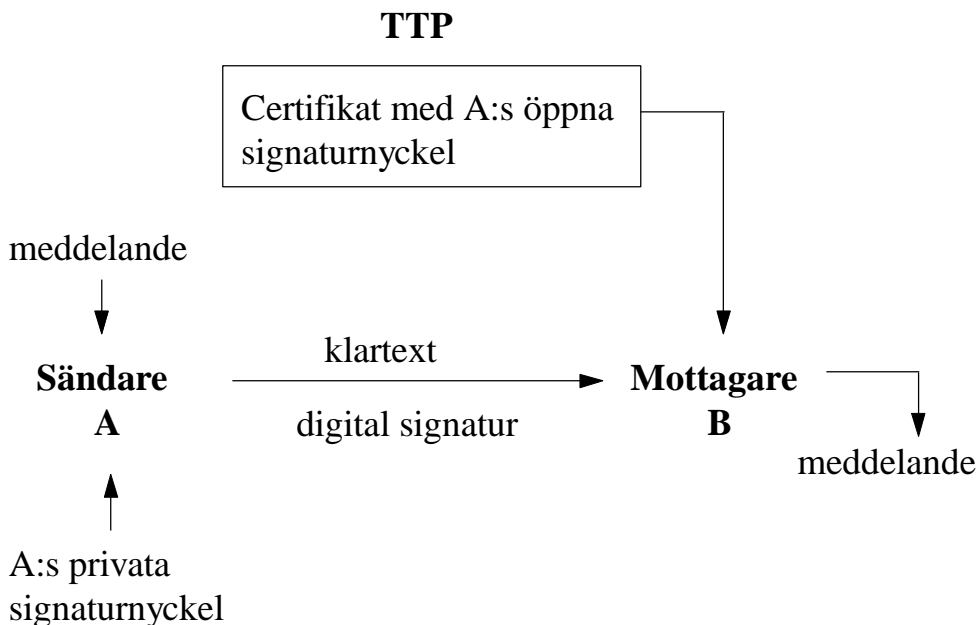 TTP
Certifikat med A:s öppna
signaturnyckel
meddelande
klartext
Sändare
A
digital signatur
Mottagare
B
meddelande
A:s privata
signaturnyckel